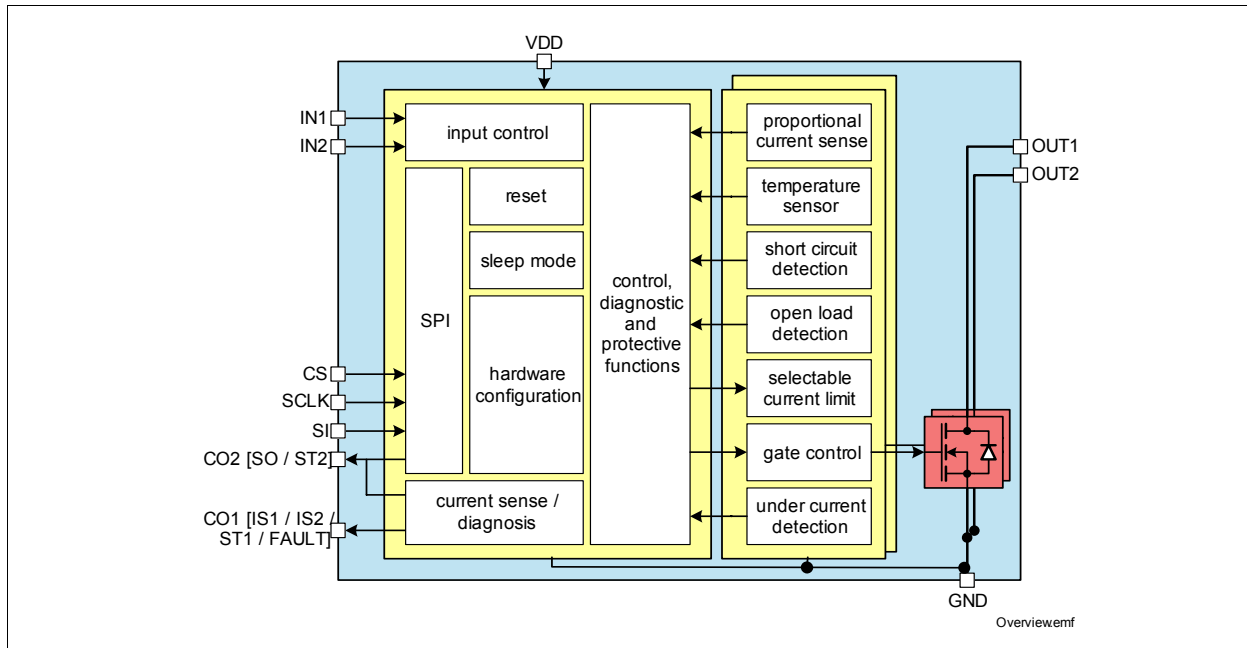 VDD
IN1
IN2
input control
SPI
reset
sleep mode
hardware
configuration
current sense /
diagnosis
control,
diagnostic
and
protective
functions
proportional
current sense
temperature
sensor
short circuit
detection
open load
detection
selectable
current limit
gate control
under current
detection
OUT1
OUT2
CS
SCLK
SI
CO2 [SO / ST2]
CO1 [IS1 / IS2 /
ST1 / FAULT]
GND
Overview.emf